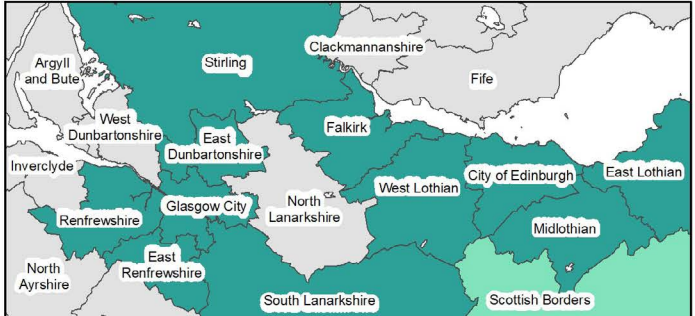 Clackmannanshire
Argyll
and Bute
Stirling
Fife
West
Dunbartonshire
Falkirk
East
Dunbartonshire
Inverclyde
City of Edinburgh
East Lothian
West Lothian
North
Lanarkshire
Glasgow City
Renfrewshire
Midlothian
East
Renfrewshire
North
Ayrshire
South Lanarkshire
Scottish Borders